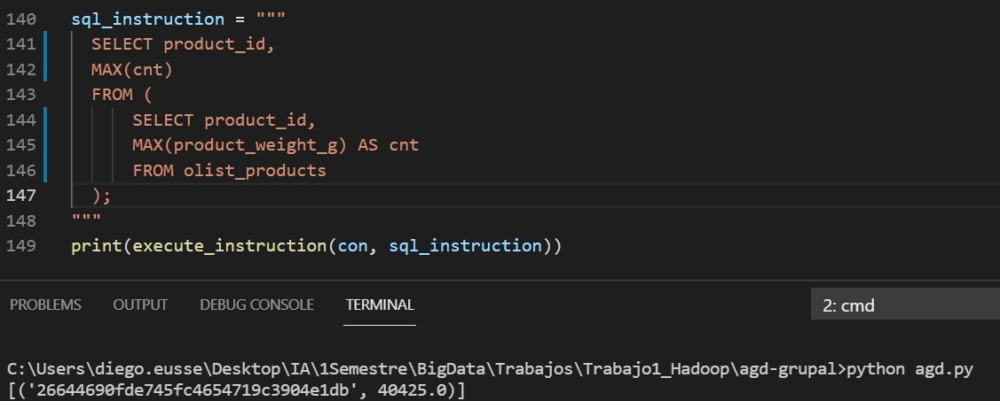 140 sql_instruction = """
141 SELECT product_id,
142 MAX(cnt)
143 FROM (
144 SELECT product_id,
145 MAX(product_weight_g) AS cnt
146 FROM olist_products
147 );
148 """
149 print(execute_instruction(con, sql_instruction))
PROBLEMS OUTPUT DEBUG CONSOLE TERMINAL 2: cmd
C:\Users\diego.eusse\Desktop\IA\1Semestre\BigData\Trabajos\Trabajo1_Hadoop\agd-grupal>python agd.py
[('26644690fde745fc4654719c3904e1db', 40425.0)]